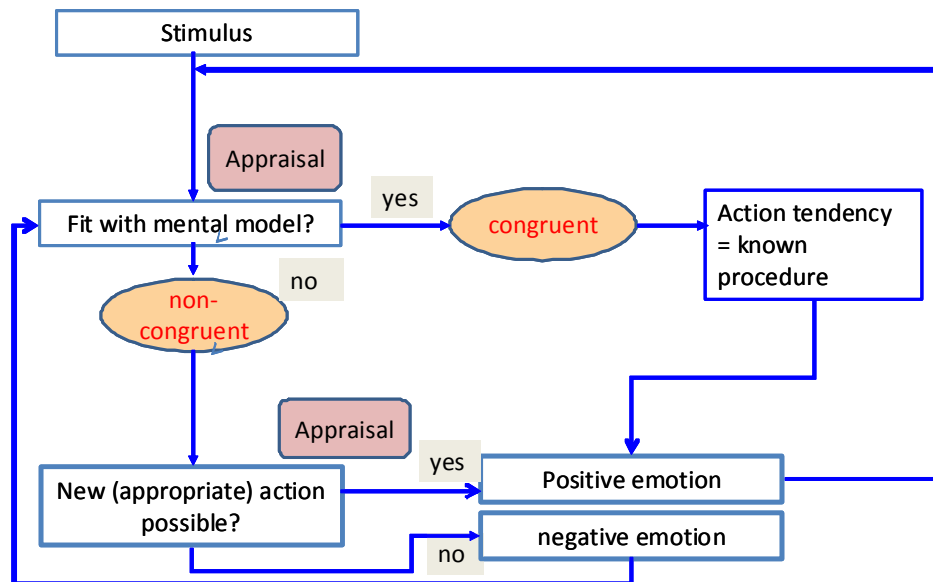 Stimulus
Appraisal
yes
Fit with mental model?
congruent
Action tendency
= known
procedure
no
non-
congruent
Appraisal
yes
New (appropriate) action
possible?
Positive emotion
negative emotion
no